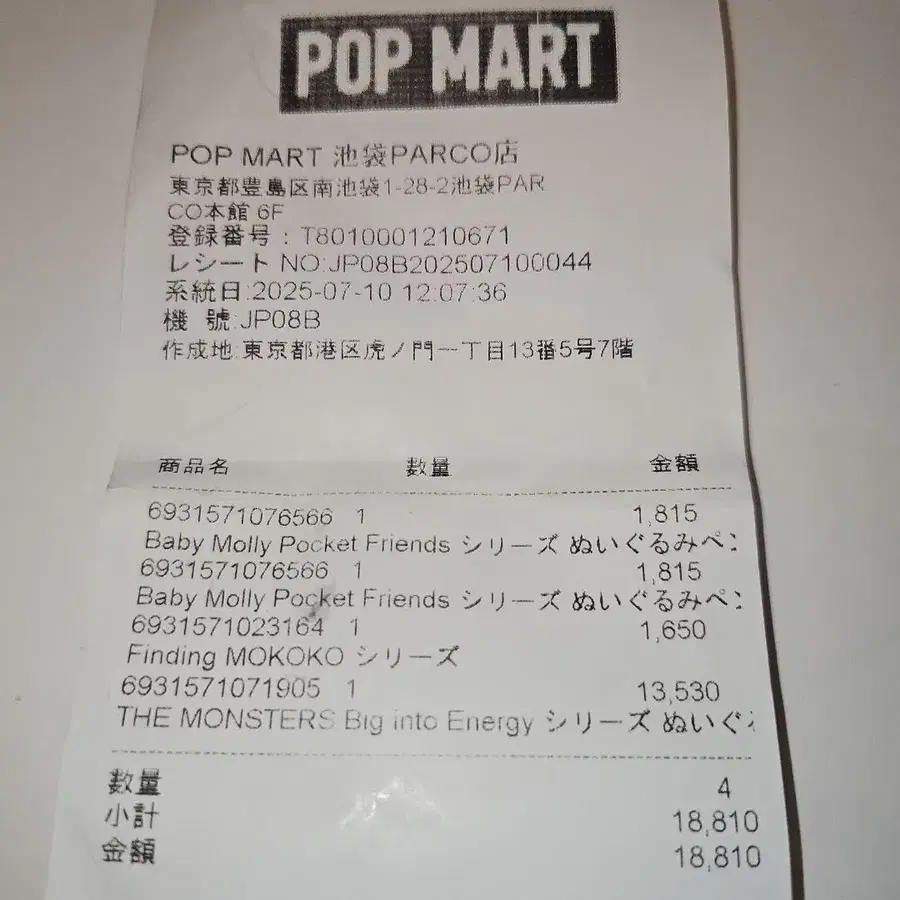 POP MART
POP MART 池袋PARCO店
東京都豊島区南池袋1-28-2池袋PAR
CO本館 6F
登録番号 : T8010001210671
レシート NO:JP08B202507100044
系統日:2025-07-10 12:07:36
機 號:JP08B
作成地:東京都港区虎ノ門一丁目13番5号7階
商品名 数量 金額
6931571076566 1 1,815
Baby Molly Pocket Friends シリーズ ぬいぐるみペン
6931571076566 1 1,815
Baby Molly Pocket Friends シリーズ ぬいぐるみペン
6931571023164 1 1,650
Finding MOKOKO シリーズ
6931571071905 1 13,530
THE MONSTERS Big into Energy シリーズ ぬいぐ
数量 4
小計 18,810
金額 18,810